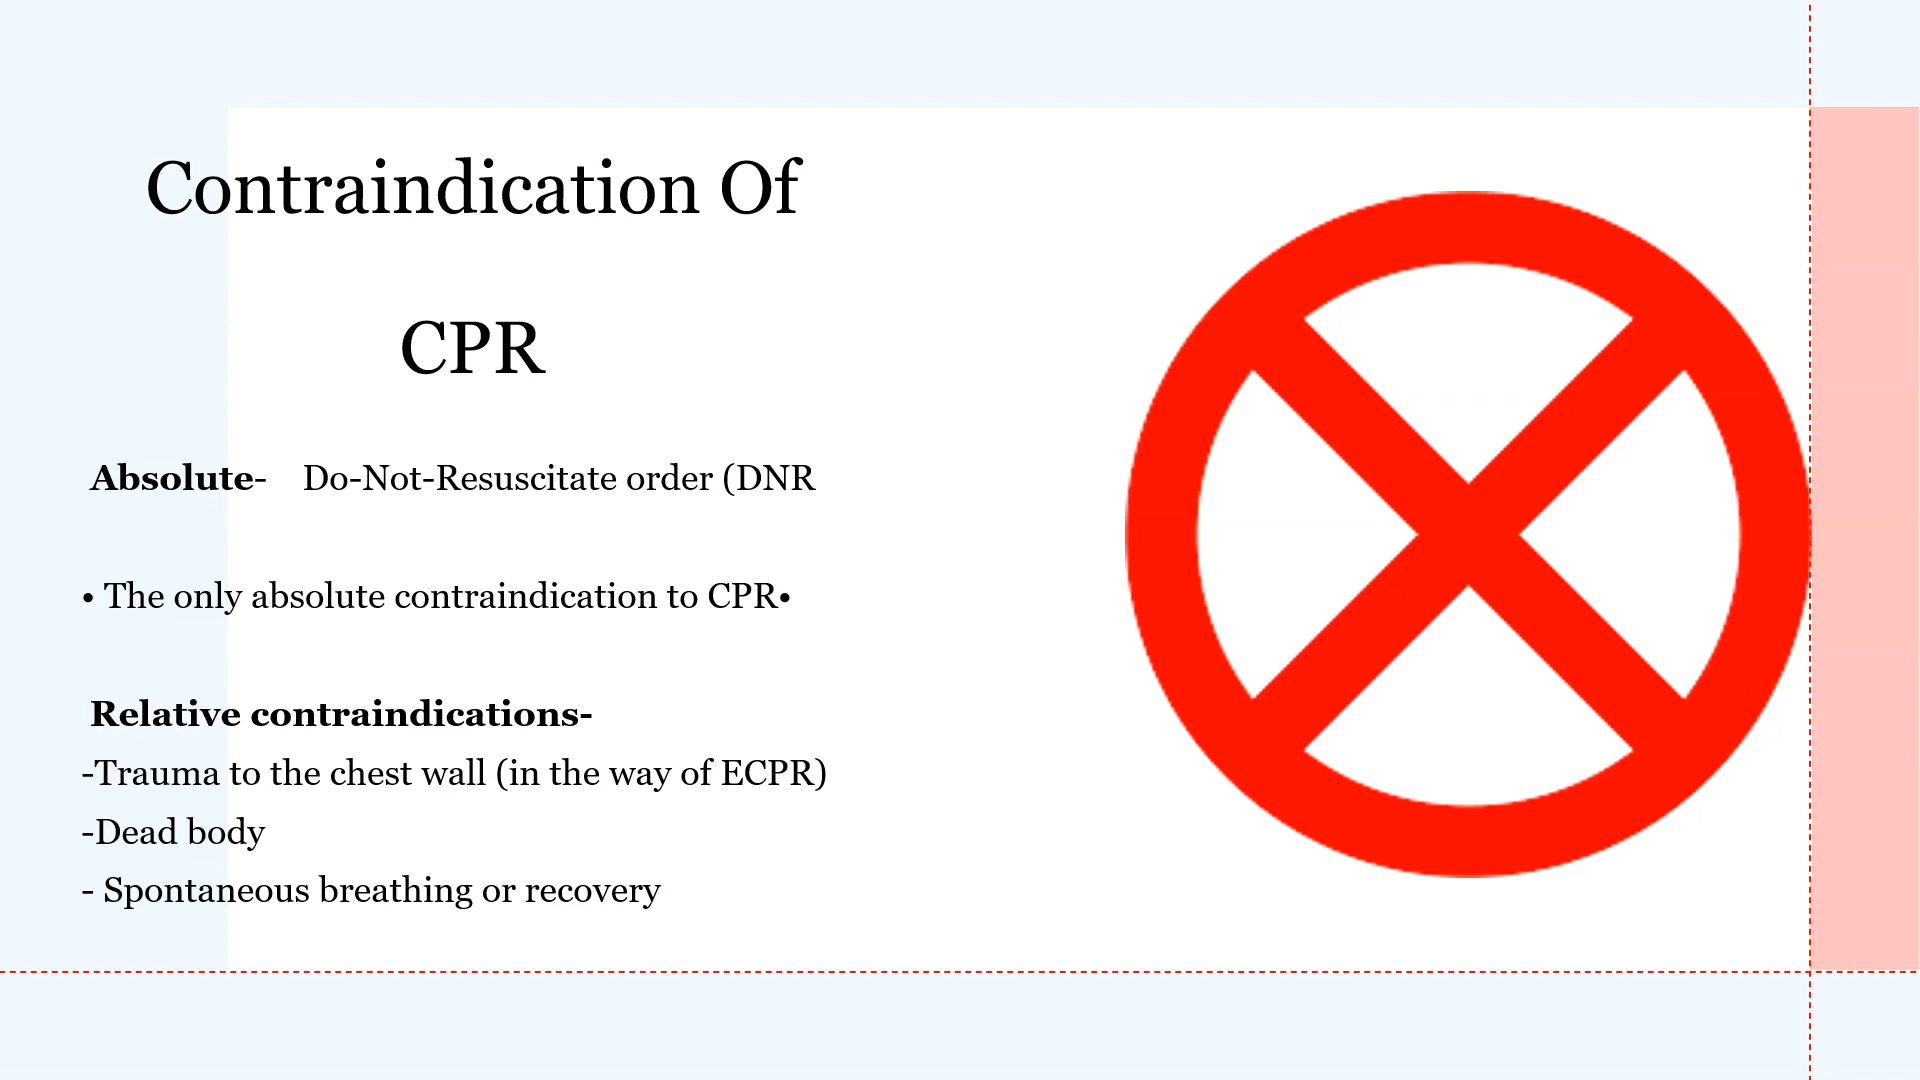 Contraindication Of
CPR
Absolute- Do-Not-Resuscitate order (DNR
• The only absolute contraindication to CPR•
Relative contraindications-
-Trauma to the chest wall (in the way of ECPR)
-Dead body
- Spontaneous breathing or recovery